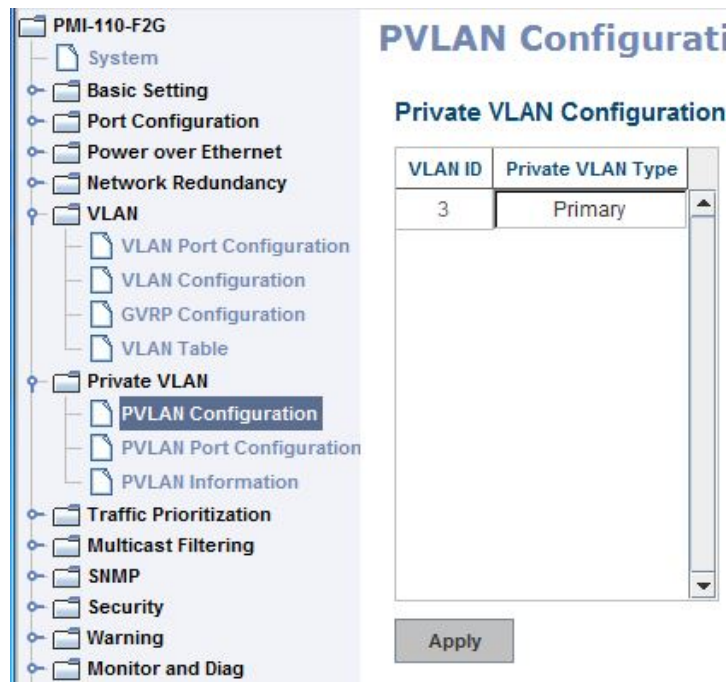 PMI-110-F2G
System
Basic Setting
Port Configuration
Power over Ethernet
Network Redundancy
VLAN
VLAN Port Configuration
VLAN Configuration
GVRP Configuration
VLAN Table
Private VLAN
PVLAN Configuration
PVLAN Port Configuration
PVLAN Information
Traffic Prioritization
Multicast Filtering
SNMP
Security
Warning
Monitor and Diag
PVLAN Configurati
Private VLAN Configuration
VLAN ID Private VLAN Type
3 Primary
Apply